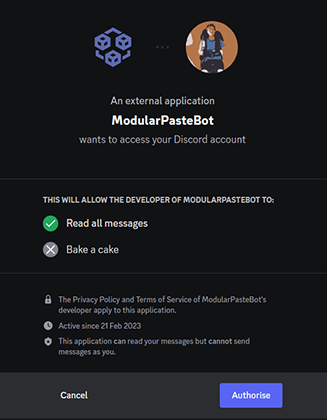 An external application
ModularPasteBot
wants to access your Discord account
THIS WILL ALLOW THE DEVELOPER OF MODULARPASTEBOT TO:
Read all messages
Bake a cake
The Privacy Policy and Terms of Service of ModularPasteBot's
developer apply to this application.
Active since 21 Feb 2023
This application can read your messages but cannot send
messages as you.
Cancel
Authorise